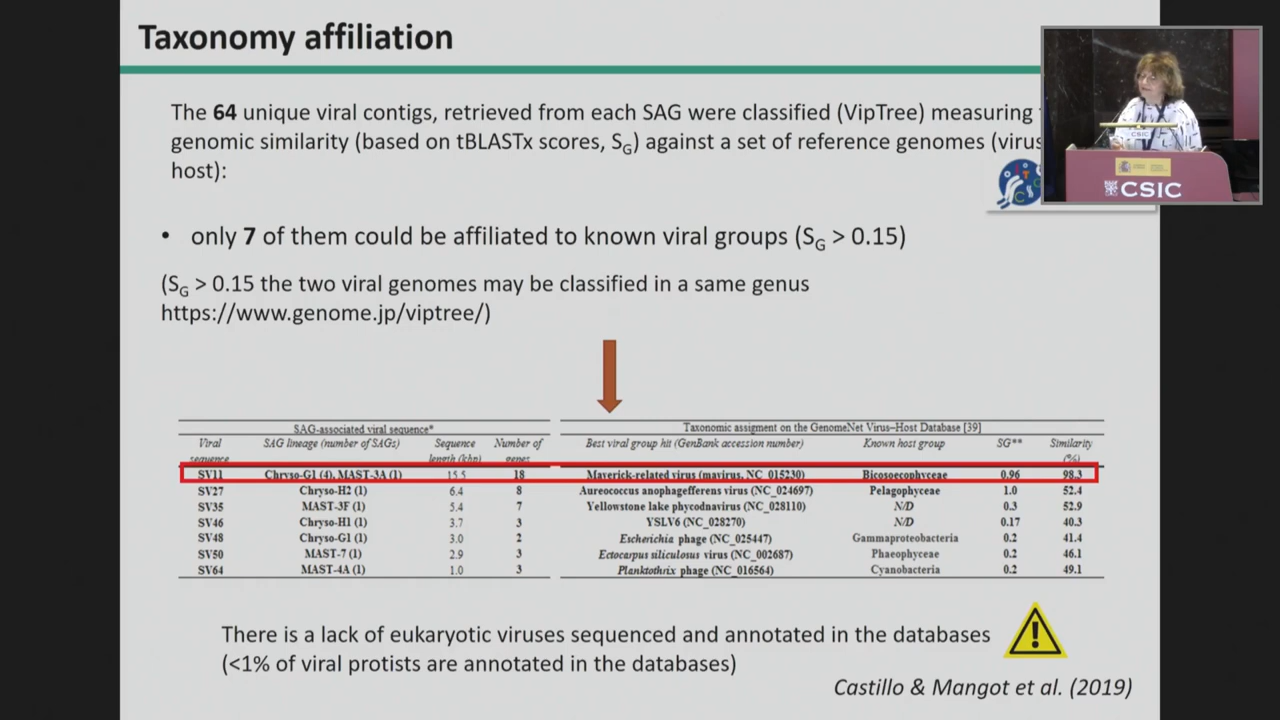 Taxonomy affiliation
The 64 unique viral contigs, retrieved from each SAG were classified (VipTree) measuring
genomic similarity (based on tBLASTx scores, SG) against a set of reference genomes (virus
host):
CSIC
CSIC
• only 7 of them could be affiliated to known viral groups (SG > 0.15)
(SG > 0.15 the two viral genomes may be classified in a same genus
https://www.genome.jp/viptree/)
SAG-associated viral sequence* Taxonomic assigment on the GenomeNet Virus–Host Database [39]
Viral sequence SAG lineage (number of SAGs) Sequence length (kbp) Number of genes Best viral group hit (GenBank accession number) Known host group SG** Similarity (%)
SV11 Chryso-G1 (4), MAST-3A (1) 15.5 18 Maverick-related virus (mavirus, NC_015230) Bicosoecophyceae 0.96 98.3
SV27 Chryso-H2 (1) 6.4 8 Aureococcus anophagefferens virus (NC_024697) Pelagophyceae 1.0 52.4
SV35 MAST-3F (1) 5.4 7 Yellowstone lake phycodnavirus (NC_028110) N/D 0.3 52.9
SV46 Chryso-H1 (1) 3.7 3 YSLV6 (NC_028270) N/D 0.17 40.3
SV48 Chryso-G1 (1) 3.0 2 Escherichia phage (NC_025447) Gammaproteobacteria 0.2 41.4
SV50 MAST-7 (1) 2.9 3 Ectocarpus siliculosus virus (NC_002687) Phaeophyceae 0.2 46.1
SV64 MAST-4A (1) 1.0 3 Planktothrix phage (NC_016564) Cyanobacteria 0.2 49.1
There is a lack of eukaryotic viruses sequenced and annotated in the databases
(<1% of viral protists are annotated in the databases)
Castillo & Mangot et al. (2019)